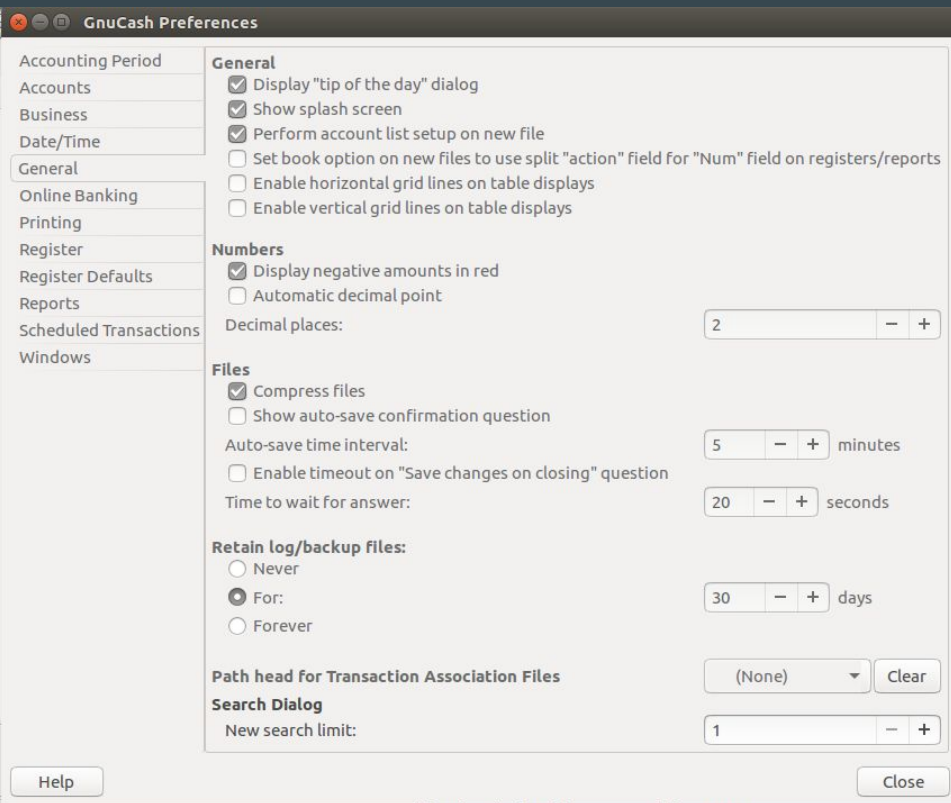 GnuCash Preferences
Accounting Period
Accounts
Business
Date/Time
General
Online Banking
Printing
Register
Register Defaults
Reports
Scheduled Transactions
Windows
General
Display "tip of the day" dialog
Show splash screen
Perform account list setup on new file
Set book option on new files to use split "action" field for "Num" field on registers/reports
Enable horizontal grid lines on table displays
Enable vertical grid lines on table displays
Numbers
Display negative amounts in red
Automatic decimal point
Decimal places: 2 − +
Files
Compress files
Show auto-save confirmation question
Auto-save time interval: 5 − + minutes
Enable timeout on "Save changes on closing" question
Time to wait for answer: 20 − + seconds
Retain log/backup files:
Never
For: 30 − + days
Forever
Path head for Transaction Association Files (None) Clear
Search Dialog
New search limit: 1 − +
Help Close